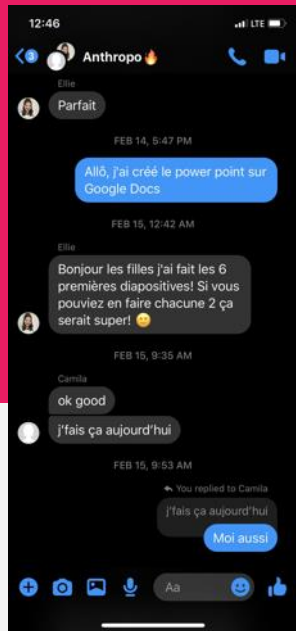 12:46
LTE
3
Anthropo🔥
Ellie
Parfait
FEB 14, 5:47 PM
Allô, j'ai créé le power point sur
Google Docs
FEB 15, 12:42 AM
Ellie
Bonjour les filles j'ai fait les 6
premières diapositives! Si vous
pouviez en faire chacune 2 ça
serait super! 🙂
FEB 15, 9:35 AM
Camila
ok good
j'fais ça aujourd'hui
FEB 15, 9:53 AM
You replied to Camila
j'fais ça aujourd'hui
Moi aussi
Aa